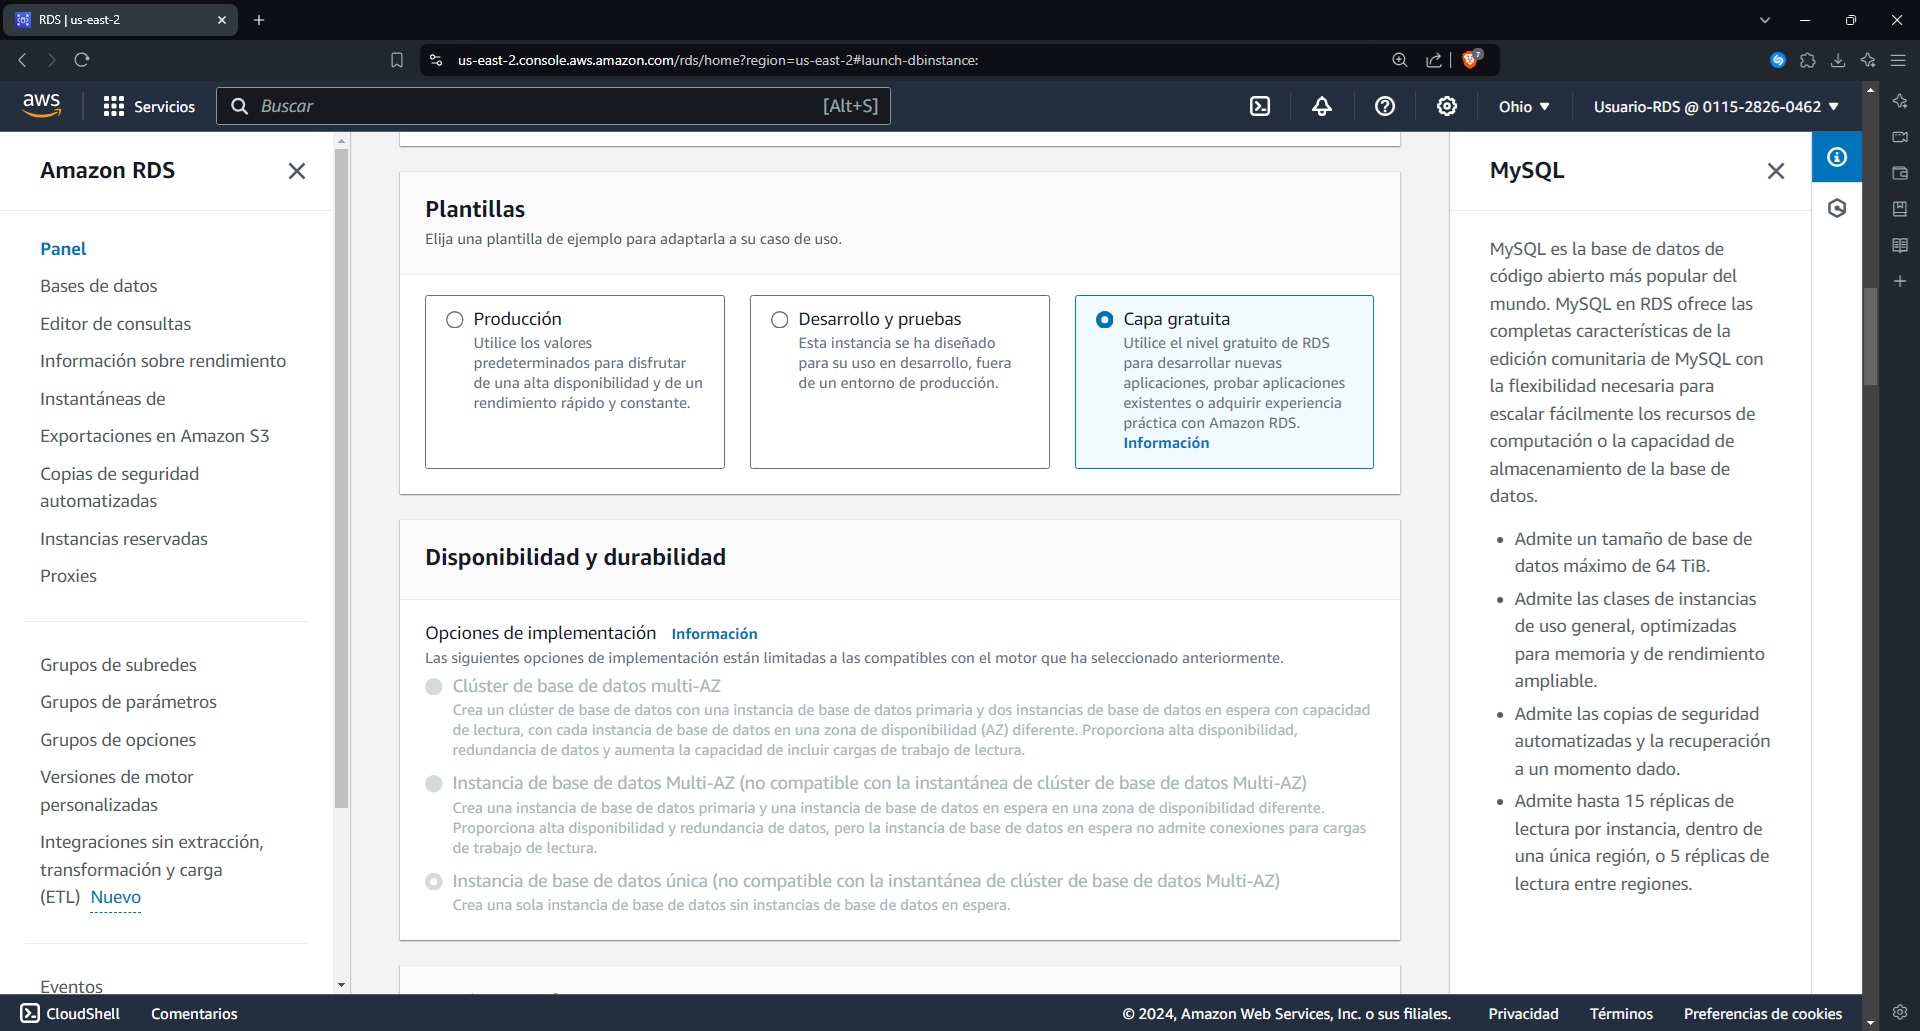 RDS | us-east-2
us-east-2.console.aws.amazon.com/rds/home?region=us-east-2#launch-dbinstance:
7
aws
Servicios
Buscar
[Alt+S]
Ohio
Usuario-RDS @ 0115-2826-0462
Amazon RDS
Panel
Bases de datos
Editor de consultas
Información sobre rendimiento
Instantáneas de
Exportaciones en Amazon S3
Copias de seguridad
automatizadas
Instancias reservadas
Proxies
Grupos de subredes
Grupos de parámetros
Grupos de opciones
Versiones de motor
personalizadas
Integraciones sin extracción,
transformación y carga
(ETL) Nuevo
Eventos
Plantillas
Elija una plantilla de ejemplo para adaptarla a su caso de uso.
Producción
Utilice los valores
predeterminados para disfrutar
de una alta disponibilidad y de un
rendimiento rápido y constante.
Desarrollo y pruebas
Esta instancia se ha diseñado
para su uso en desarrollo, fuera
de un entorno de producción.
Capa gratuita
Utilice el nivel gratuito de RDS
para desarrollar nuevas
aplicaciones, probar aplicaciones
existentes o adquirir experiencia
práctica con Amazon RDS.
Información
Disponibilidad y durabilidad
Opciones de implementación Información
Las siguientes opciones de implementación están limitadas a las compatibles con el motor que ha seleccionado anteriormente.
Clúster de base de datos multi-AZ
Crea un clúster de base de datos con una instancia de base de datos primaria y dos instancias de base de datos en espera con capacidad
de lectura, con cada instancia de base de datos en una zona de disponibilidad (AZ) diferente. Proporciona alta disponibilidad,
redundancia de datos y aumenta la capacidad de incluir cargas de trabajo de lectura.
Instancia de base de datos Multi-AZ (no compatible con la instantánea de clúster de base de datos Multi-AZ)
Crea una instancia de base de datos primaria y una instancia de base de datos en espera en una zona de disponibilidad diferente.
Proporciona alta disponibilidad y redundancia de datos, pero la instancia de base de datos en espera no admite conexiones para cargas
de trabajo de lectura.
Instancia de base de datos única (no compatible con la instantánea de clúster de base de datos Multi-AZ)
Crea una sola instancia de base de datos sin instancias de base de datos en espera.
MySQL
MySQL es la base de datos de
código abierto más popular del
mundo. MySQL en RDS ofrece las
completas características de la
edición comunitaria de MySQL con
la flexibilidad necesaria para
escalar fácilmente los recursos de
computación o la capacidad de
almacenamiento de la base de
datos.
• Admite un tamaño de base de
datos máximo de 64 TiB.
• Admite las clases de instancias
de uso general, optimizadas
para memoria y de rendimiento
ampliable.
• Admite las copias de seguridad
automatizadas y la recuperación
a un momento dado.
• Admite hasta 15 réplicas de
lectura por instancia, dentro de
una única región, o 5 réplicas de
lectura entre regiones.
CloudShell
Comentarios
© 2024, Amazon Web Services, Inc. o sus filiales.
Privacidad
Términos
Preferencias de cookies